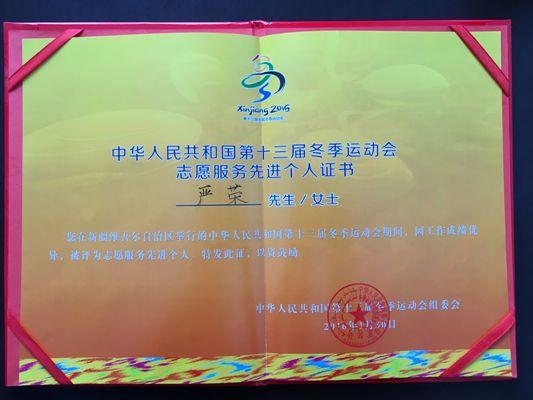 Xinjiang 2016
中华人民共和国第十三届冬季运动会
志愿服务先进个人证书
严荣 先生/女士
您在新疆维吾尔自治区举行的中华人民共和国第十三届冬季运动会期间，因工作成绩优
异，被评为志愿服务先进个人。特发此证，以资鼓励。
中华人民共和国第十三届冬季运动会组委会
2016年1月30日